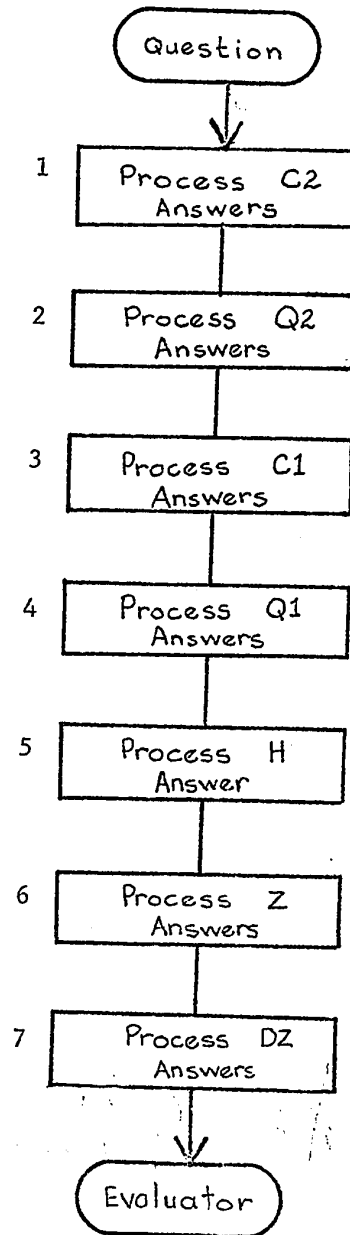 Question
1
Process C2
Answers
2
Process Q2
Answers
3
Process C1
Answers
4
Process Q1
Answers
5
Process H
Answer
6
Process Z
Answers
7
Process DZ
Answers
Evaluator